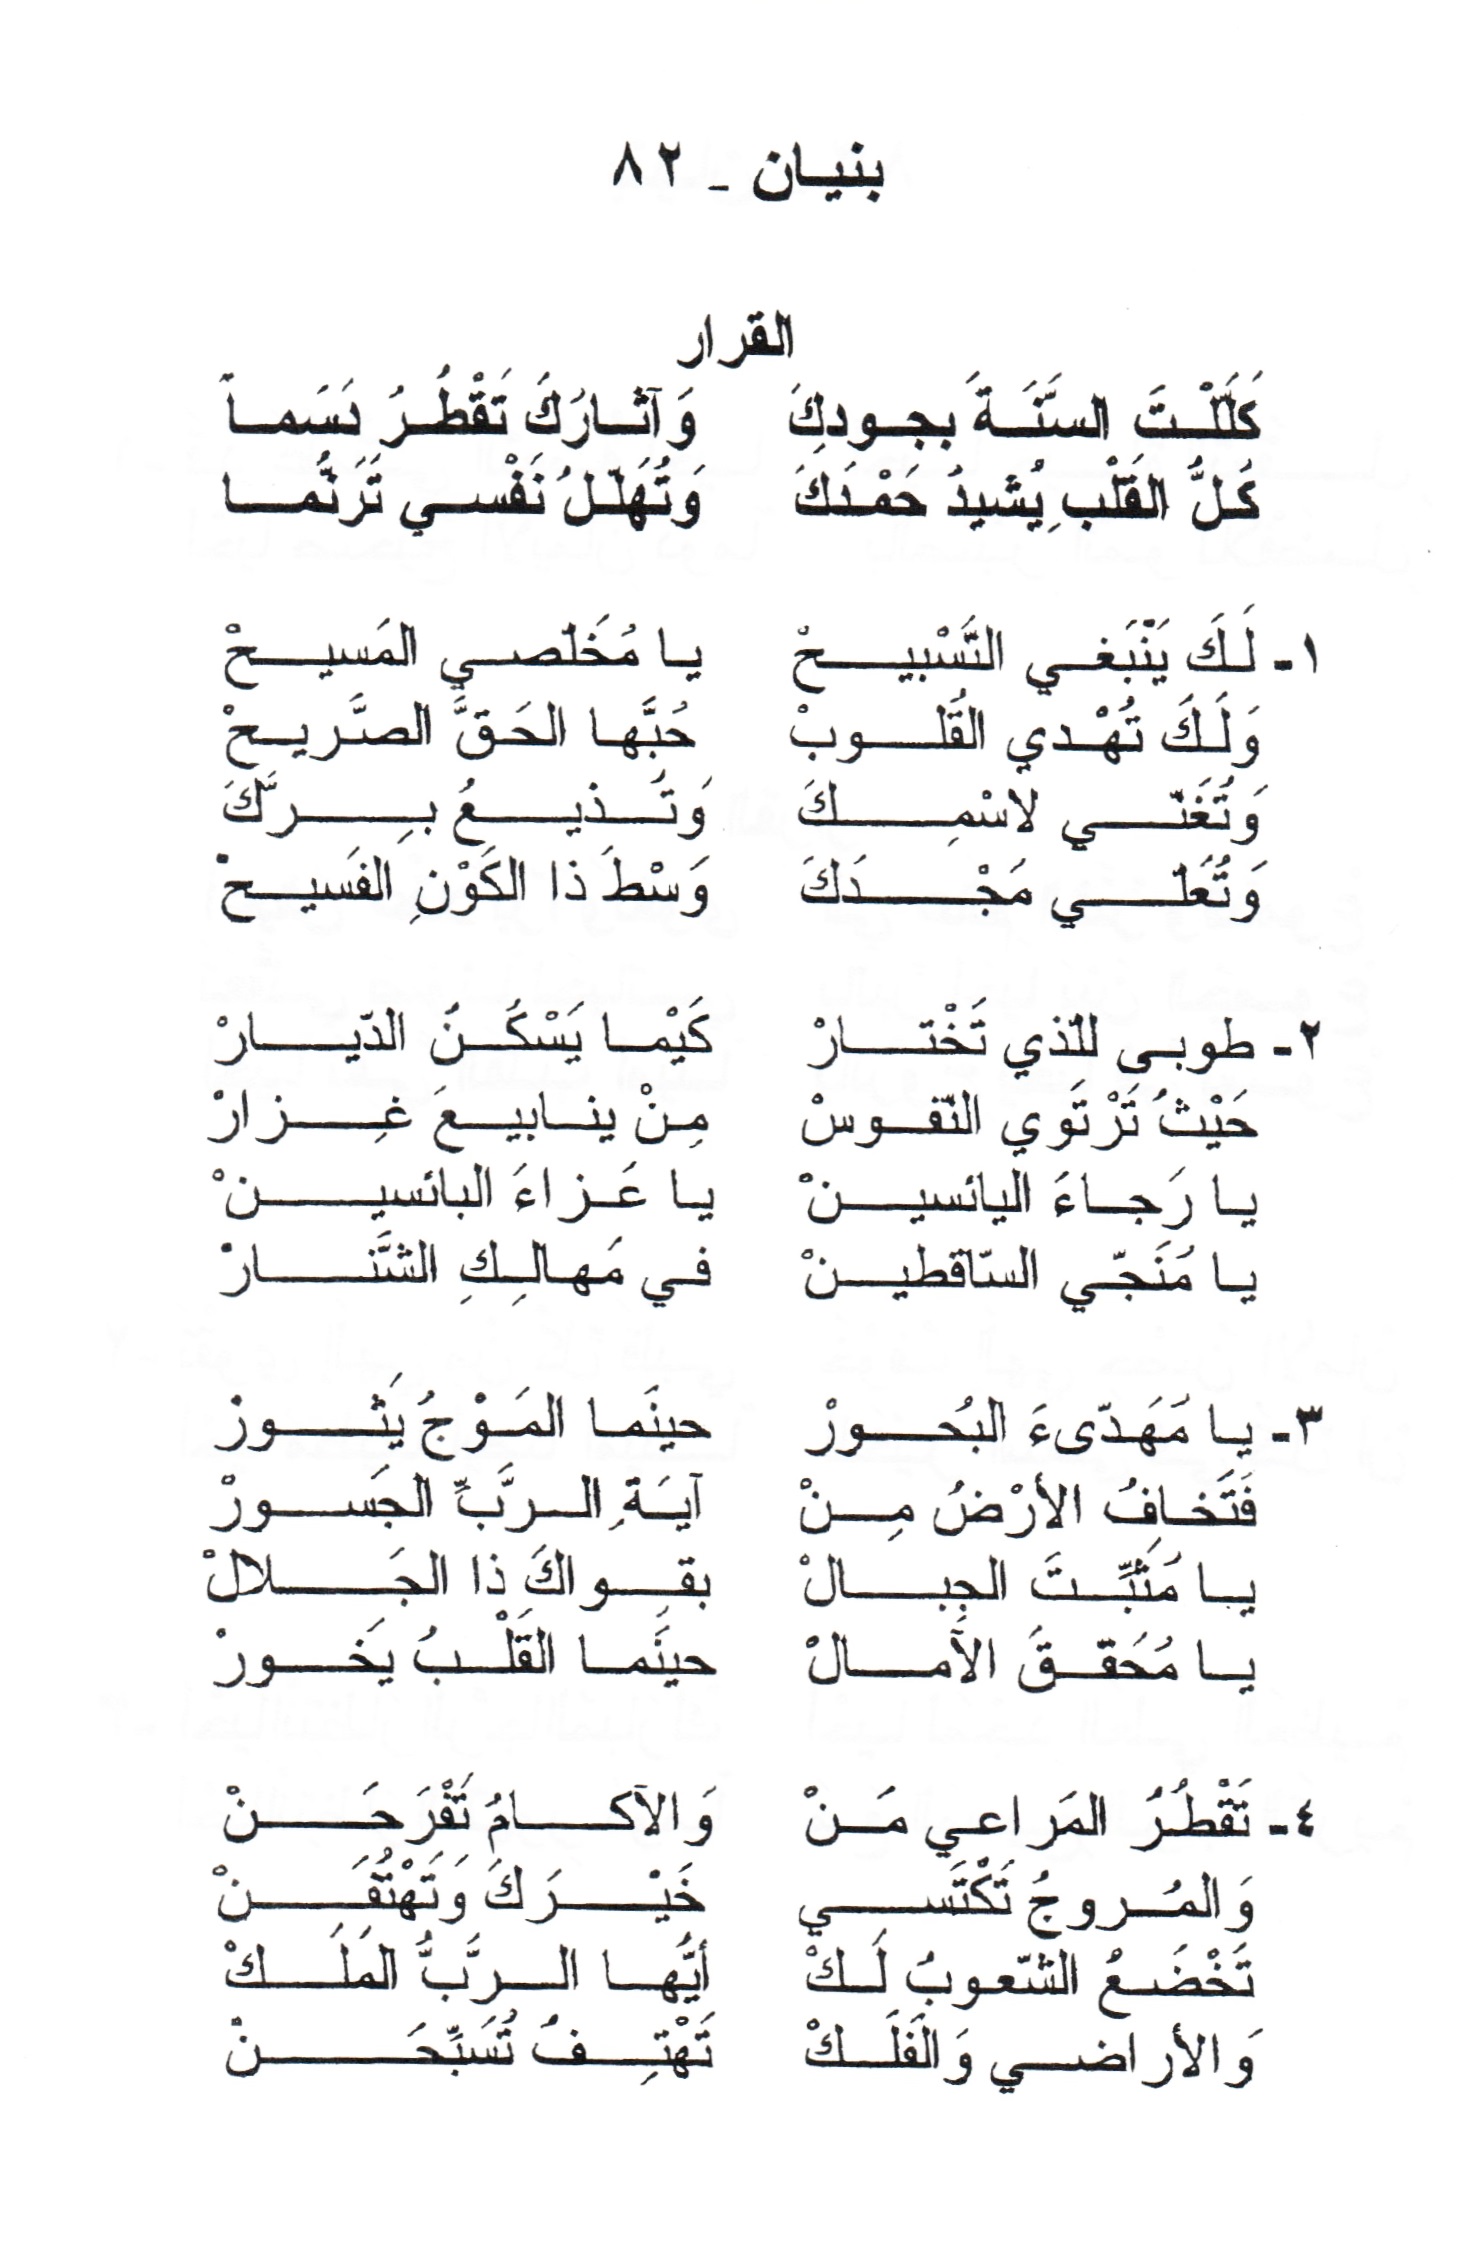 بنيان - ٨٢
القرار
كَلَّلْتَ السَّنَةَ بجودِكَ وَآثارُكَ تَقْطُرُ دَسَماً
كُلُّ القَلْبِ يُشيدُ حَمْدَكَ وَتُهَلّلُ نَفْسي تَرَنُّما
١- لَكَ يَنْبَغي التَّسْبيحْ يا مُخَلّصي المَسيحْ
وَلَكَ تُهْدي القُلوبْ حُبَّها الحَقَّ الصَّريحْ
وَتُغَنّي لاسْمِكَ وَتُذيعُ بِرَّكَ
وَتُعَلّي مَجْدَكَ وَسْطَ ذا الكَوْنِ الفَسيحْ
٢- طوبى للّذي تَخْتارْ كَيْما يَسْكُنُ الدّيارْ
حَيْثُ تَرْتَوي النّفوسْ مِنْ ينابيعَ غِزارْ
يا رَجاءَ اليائسينْ يا عَزاءَ البائسينْ
يا مُنَجّي السّاقطينْ في مَهالِكِ الشَّنارْ
٣- يا مُهَدّىءَ البُحورْ حينَما المَوْجُ يَثورْ
فَتَخافُ الأرْضُ مِنْ آيَةِ الرَّبِّ الجَسورْ
يا مُثَبِّتَ الجِبالْ بقواكَ ذا الجَلالْ
يا مُحَققَ الآمالْ حينَما القَلْبُ يَخورْ
٤- تَقْطُرُ المَراعي مَنْ وَالآكامُ تَفْرَحَنْ
وَالمُروجُ تَكْتَسي خَيْرَكَ وَتَهْتُفَنْ
تَخْضَعُ الشّعوبُ لَكْ أيُّها الرَّبُّ المَلَكْ
وَالأراضي وَالفَلَكْ تَهْتِفُ تُسَبِّحَنْ